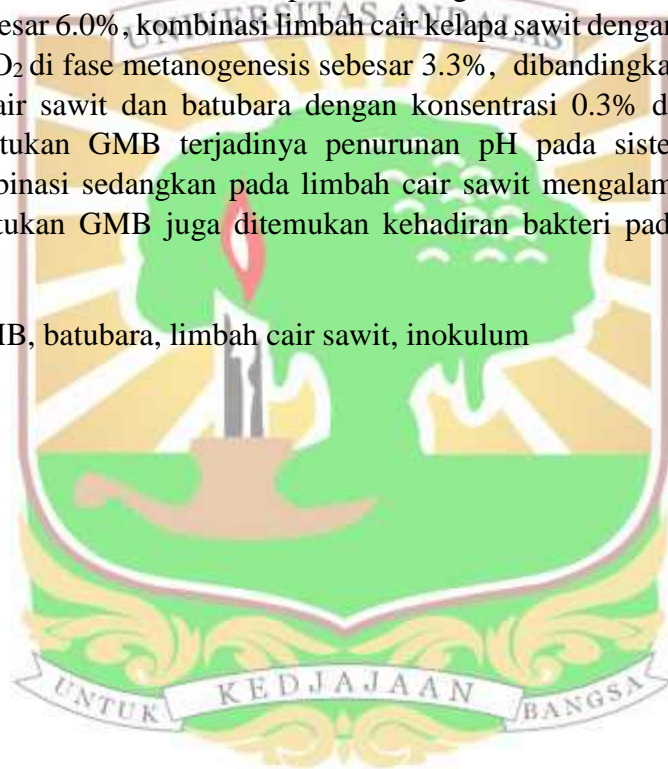 UNIVERSITAS ANDALAS
esar 6.0%, kombinasi limbah cair kelapa sawit dengan
O₂ di fase metanogenesis sebesar 3.3%, dibandingka
air sawit dan batubara dengan konsentrasi 0.3% d
tukan GMB terjadinya penurunan pH pada siste
binasi sedangkan pada limbah cair sawit mengalam
tukan GMB juga ditemukan kehadiran bakteri pad
IB, batubara, limbah cair sawit, inokulum
UNTUK KEDJAJAAN BANGSA